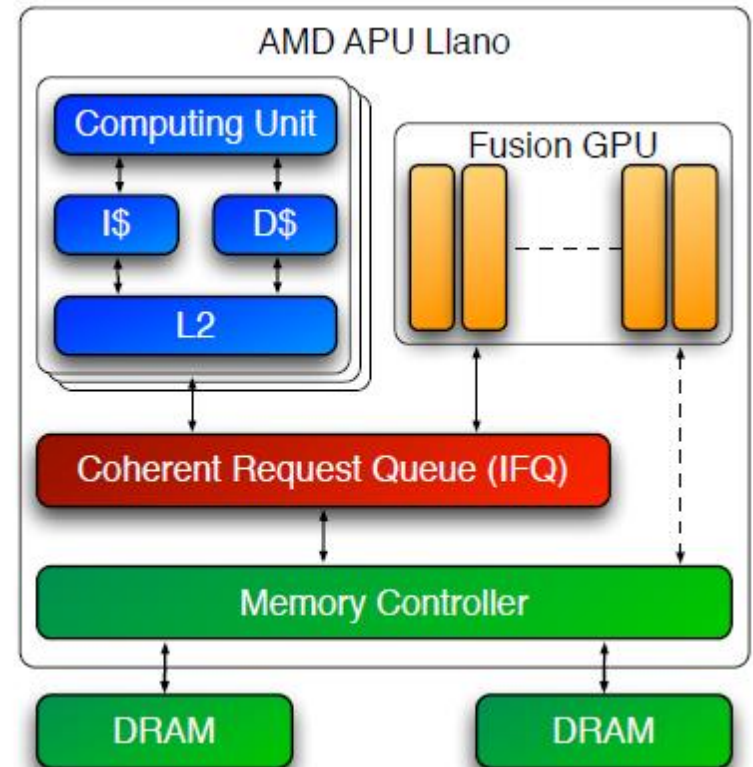 AMD APU Llano
Computing Unit
I$
D$
L2
Fusion GPU
Coherent Request Queue (IFQ)
Memory Controller
DRAM
DRAM